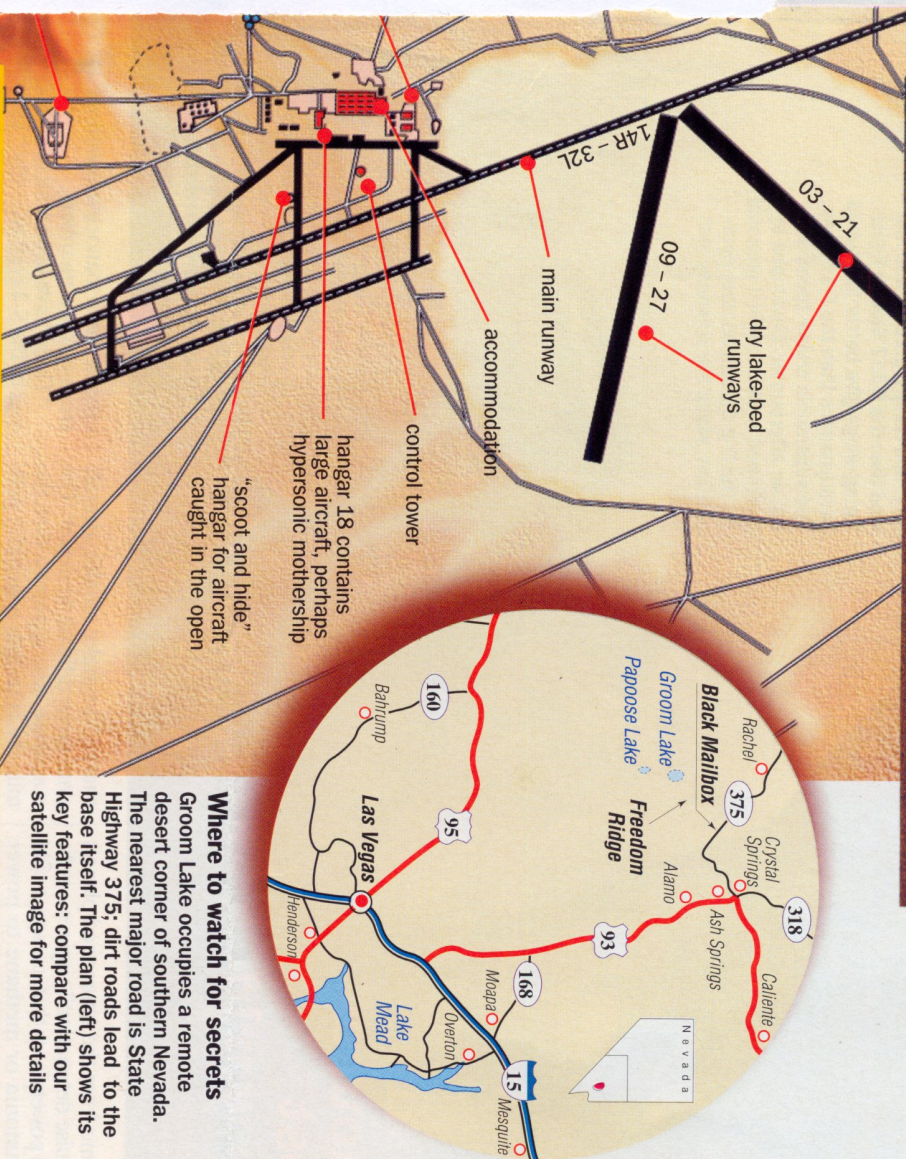 14R – 32L
03 – 21
09 – 27
dry lake-bed
runways
main runway
accommodation
control tower
hangar 18 contains
large aircraft, perhaps
hypersonic mothership
"scoot and hide"
hangar for aircraft
caught in the open
Rachel
375
Crystal
Springs
318
Caliente
Black Mailbox
Groom Lake
Papoose Lake
Freedom
Ridge
Alamo
Ash Springs
93
168
Moapa
Overton
15
Mesquite
Nevada
160
Bahrump
95
Las Vegas
Henderson
Lake
Mead
Where to watch for secrets
Groom Lake occupies a remote
desert corner of southern Nevada.
The nearest major road is State
Highway 375; dirt roads lead to the
base itself. The plan (left) shows its
key features: compare with our
satellite image for more details